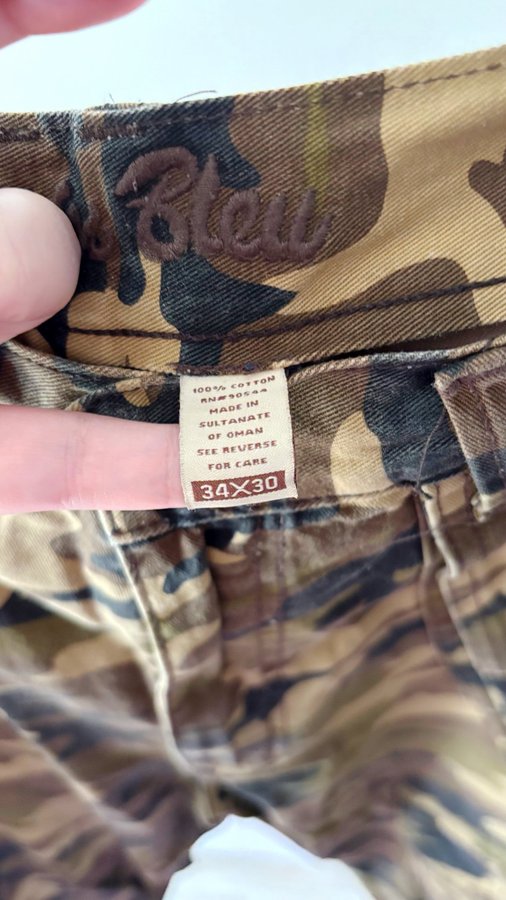 Bleu
100% COTTON
RN#90544
MADE IN
SULTANATE
OF OMAN
SEE REVERSE
FOR CARE
34X30